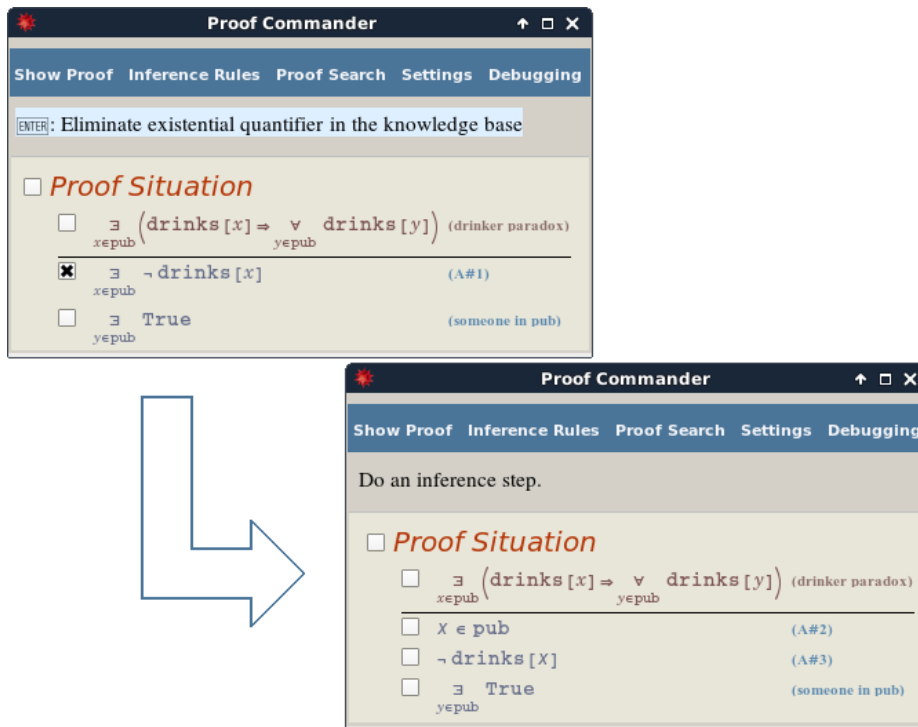 Proof Commander
Show Proof Inference Rules Proof Search Settings Debugging
ENTER: Eliminate existential quantifier in the knowledge base
Proof Situation
∃ (drinks[x] ⇒ ∀ drinks[y]) (drinker paradox)
x∈pub y∈pub
∃ ¬ drinks[x] (A#1)
x∈pub
∃ True (someone in pub)
y∈pub
Proof Commander
Show Proof Inference Rules Proof Search Settings Debugging
Do an inference step.
Proof Situation
∃ (drinks[x] ⇒ ∀ drinks[y]) (drinker paradox)
x∈pub y∈pub
X ∈ pub (A#2)
¬ drinks[X] (A#3)
∃ True (someone in pub)
y∈pub